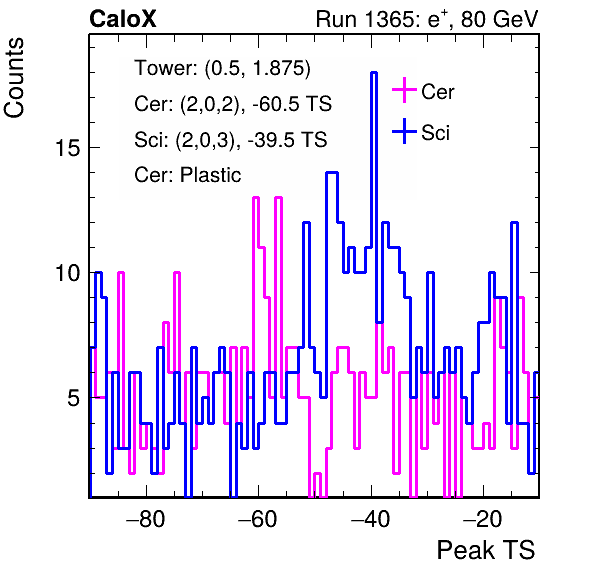 CaloX Run 1365: e⁺, 80 GeV
Counts
Tower: (0.5, 1.875)
Cer: (2,0,2), -60.5 TS
Sci: (2,0,3), -39.5 TS
Cer: Plastic
Cer
Sci
15
10
5
−80 −60 −40 −20
Peak TS